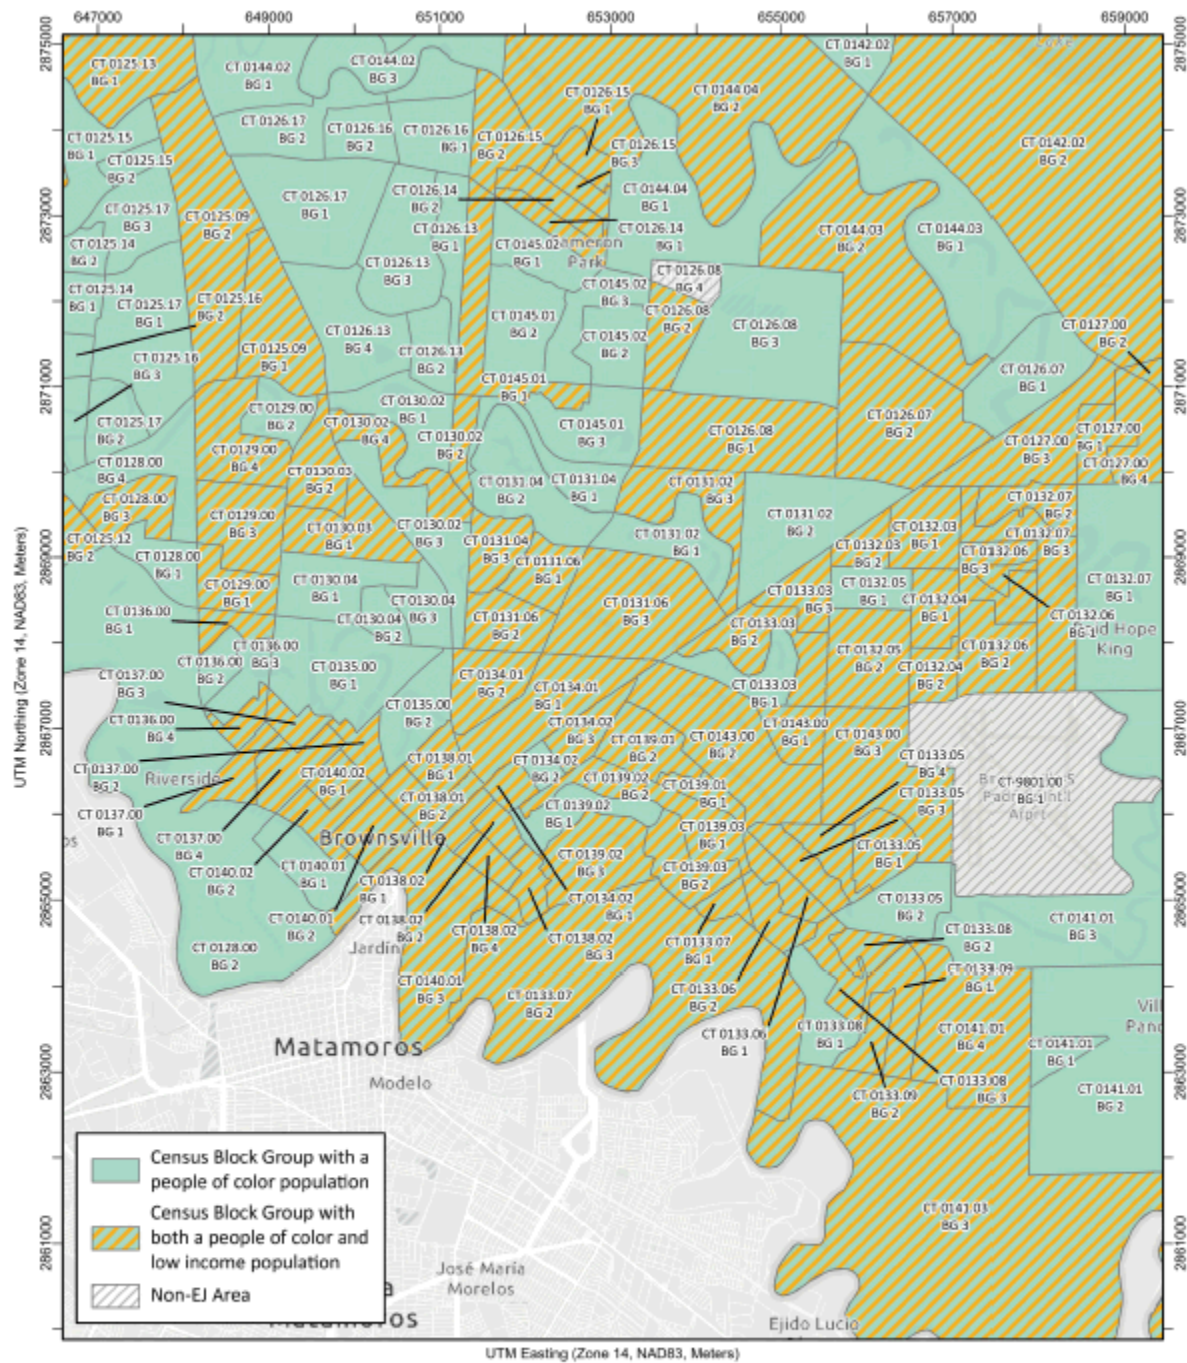 647000
649000
651000
653000
655000
657000
659000
2875000
2873000
2871000
2869000
2867000
2865000
2863000
2861000
UTM Northing (Zone 14, NAD83, Meters)
2875000
2873000
2871000
2869000
2867000
2865000
2863000
2861000
CT 0125.13
BG 1
CT 0144.02
BG 1
CT 0144.02
BG 3
CT 0142.02
BG 1
CT 0126.15
BG 1
CT 0144.04
BG 2
CT 0126.17
BG 2
CT 0126.16
BG 2
CT 0126.16
BG 1
CT 0126.15
BG 2
CT 0126.15
BG 3
CT 0142.02
BG 2
CT 0125.15
BG 1
CT 0125.15
BG 2
CT 0126.17
BG 1
CT 0126.14
BG 2
CT 0144.04
BG 1
CT 0125.17
BG 3
CT 0125.09
BG 2
CT 0126.13
BG 1
CT 0126.14
BG 1
CT 0144.03
BG 2
CT 0144.03
BG 1
CT 0125.14
BG 2
CT 0145.02
BG 1
Cameron
Park
CT 0126.13
BG 3
CT 0126.08
BG 4
CT 0125.14
BG 1
CT 0125.17
BG 1
CT 0125.16
BG 2
CT 0145.02
BG 3
CT 0126.08
BG 2
CT 0145.01
BG 2
CT 0126.08
BG 3
CT 0127.00
BG 2
CT 0126.13
BG 4
CT 0145.02
BG 2
CT 0125.09
BG 1
CT 0126.13
BG 2
CT 0125.16
BG 3
CT 0126.07
BG 1
CT 0145.01
BG 1
CT 0129.00
BG 2
CT 0130.02
BG 1
CT 0126.07
BG 2
CT 0125.17
BG 2
CT 0130.02
BG 4
CT 0145.01
BG 3
CT 0126.08
BG 1
CT 0127.00
BG 1
CT 0130.02
BG 2
CT 0127.00
BG 3
CT 0129.00
BG 4
CT 0128.00
BG 4
CT 0127.00
BG 4
CT 0130.03
BG 2
CT 0131.04
BG 2
CT 0131.04
BG 1
CT 0131.02
BG 3
CT 0128.00
BG 3
CT 0132.07
BG 2
CT 0129.00
BG 3
CT 0131.02
BG 2
CT 0130.03
BG 1
CT 0130.02
BG 3
CT 0132.03
BG 1
CT 0131.02
BG 1
CT 0132.07
BG 3
CT 0125.12
BG 2
CT 0131.04
BG 3
CT 0132.03
BG 2
CT 0132.06
BG 3
CT 0128.00
BG 1
CT 0131.06
BG 1
CT 0129.00
BG 1
CT 0130.04
BG 1
CT 0133.03
BG 3
CT 0132.05
BG 1
CT 0132.07
BG 1
CT 0130.04
BG 3
CT 0131.06
BG 3
CT 0132.04
BG 1
CT 0136.00
BG 1
CT 0130.04
BG 2
CT 0131.06
BG 2
CT 0132.06
BG 1
CT 0133.03
BG 2
Reid Hope
King
CT 0136.00
BG 3
CT 0132.05
BG 2
CT 0132.06
BG 2
CT 0136.00
BG 2
CT 0135.00
BG 1
CT 0132.04
BG 2
CT 0137.00
BG 3
CT 0134.01
BG 2
CT 0134.01
BG 1
CT 0133.03
BG 1
CT 0135.00
BG 2
CT 0136.00
BG 4
CT 0134.02
BG 3
CT 0143.00
BG 1
CT 0139.01
BG 2
CT 0143.00
BG 2
CT 0143.00
BG 3
CT 0138.01
BG 1
CT 0134.02
BG 2
CT 0133.05
BG 4
CT 0137.00
BG 2
Riverside
CT 0140.02
BG 1
CT 0139.02
BG 2
CT 0139.01
BG 1
CT 9801.00
BG 1
CT 0133.05
BG 3
CT 0138.01
BG 2
CT 0139.02
BG 1
CT 0137.00
BG 1
CT 0139.03
BG 1
CT 0137.00
BG 4
Brownsville
CT 0133.05
BG 1
CT 0139.02
BG 3
CT 0140.01
BG 1
CT 0139.03
BG 2
CT 0140.02
BG 2
CT 0138.02
BG 1
CT 0133.05
BG 2
CT 0134.02
BG 1
CT 0140.01
BG 2
CT 0138.02
BG 2
CT 0141.01
BG 3
CT 0138.02
BG 4
CT 0133.08
BG 2
CT 0138.02
BG 3
CT 0133.07
BG 1
Jardín
CT 0128.00
BG 2
CT 0133.09
BG 1
CT 0140.01
BG 3
CT 0133.06
BG 2
CT 0133.07
BG 2
CT 0133.08
BG 1
CT 0133.06
BG 1
CT 0141.01
BG 4
CT 0141.01
BG 1
Matamoros
Modelo
CT 0133.08
BG 3
CT 0141.01
BG 2
CT 0133.09
BG 2
CT 0141.03
BG 3
José María
Morelos
Ejido Lucio
Census Block Group with a
people of color population
Census Block Group with
both a people of color and
low income population
Non-EJ Area
UTM Easting (Zone 14, NAD83, Meters)